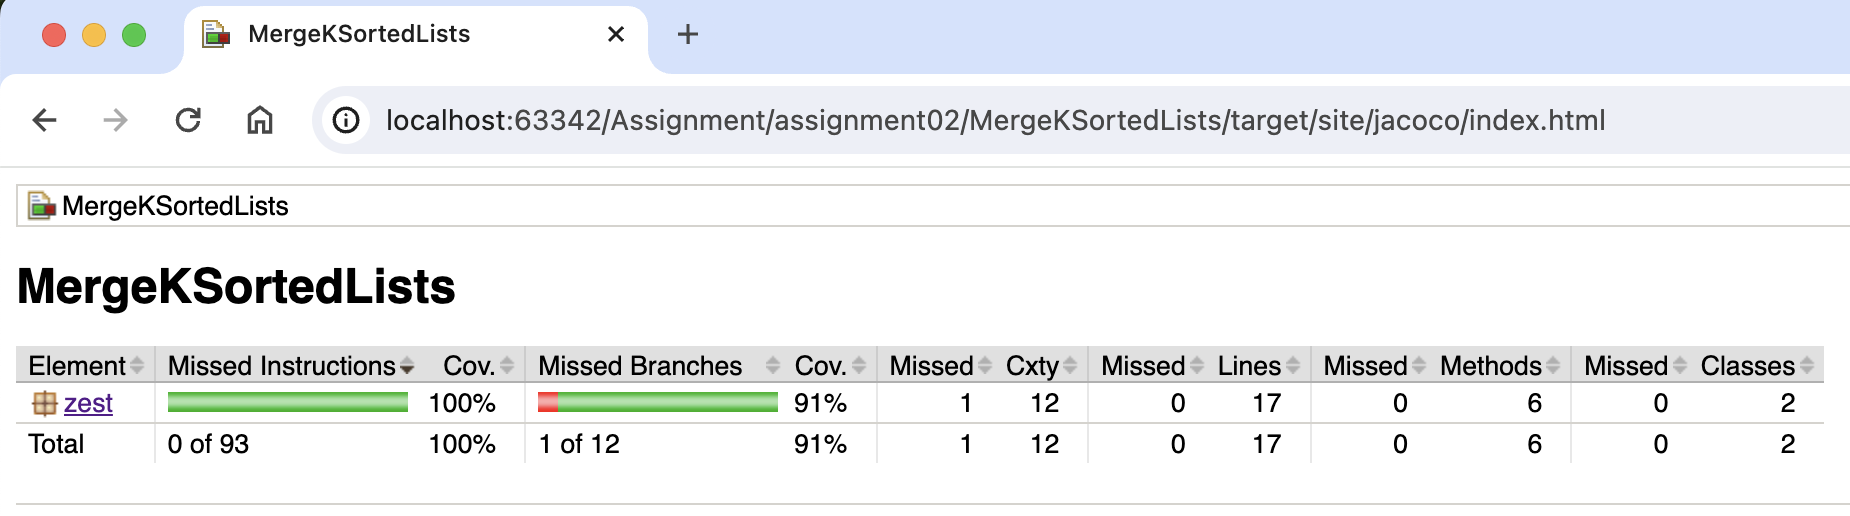 MergeKSortedLists
localhost:63342/Assignment/assignment02/MergeKSortedLists/target/site/jacoco/index.html
MergeKSortedLists
MergeKSortedLists
Element Missed Instructions Cov. Missed Branches Cov. Missed Cxty Missed Lines Missed Methods Missed Classes
zest 100% 91% 1 12 0 17 0 6 0 2
Total 0 of 93 100% 1 of 12 91% 1 12 0 17 0 6 0 2